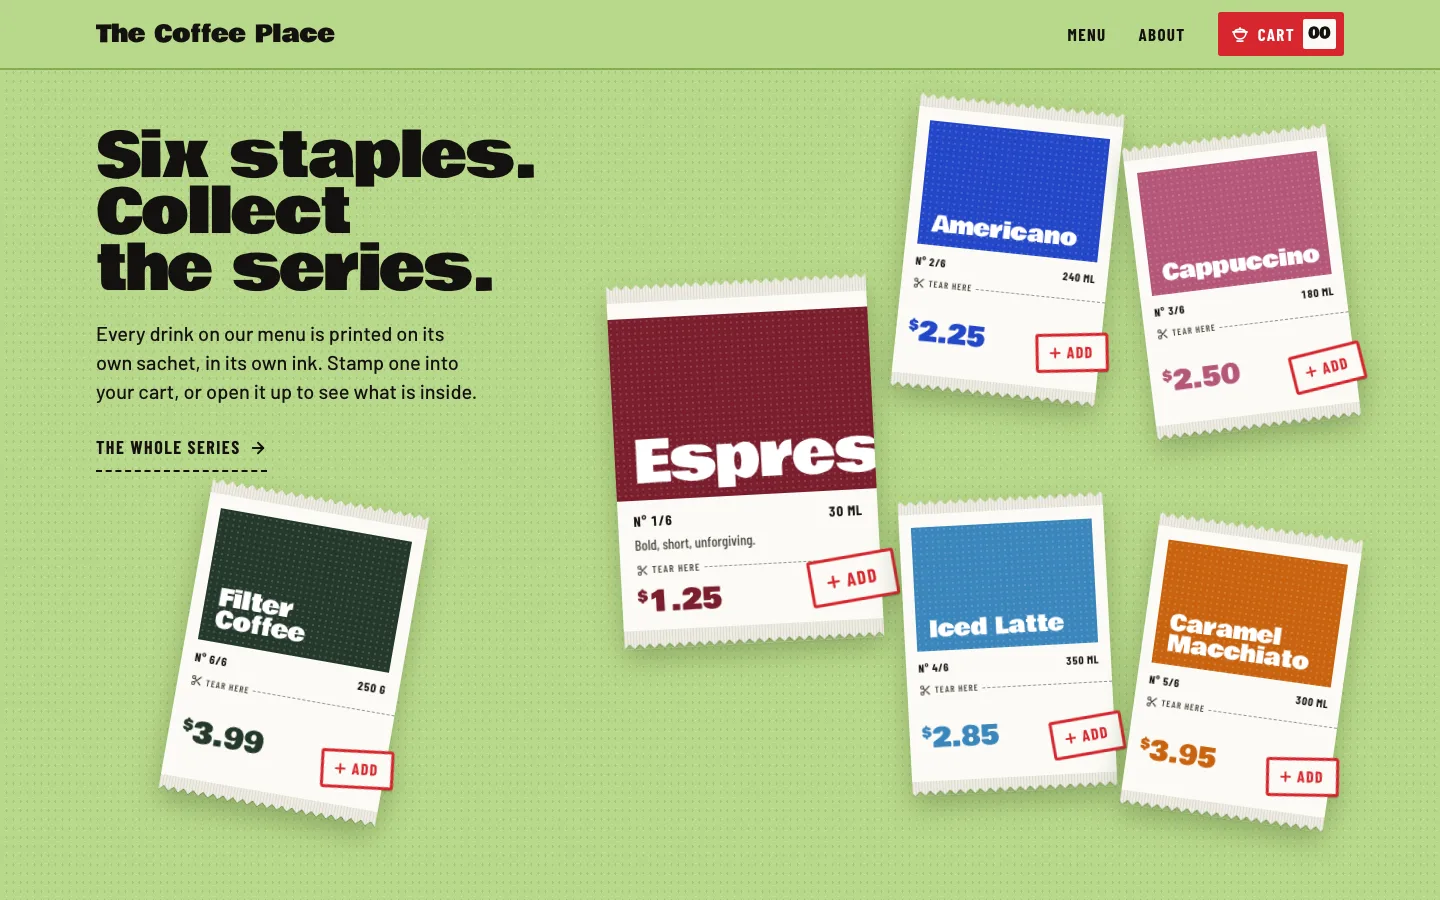 The Coffee Place
MENU
ABOUT
CART 00
Six staples.
Collect
the series.
Every drink on our menu is printed on its
own sachet, in its own ink. Stamp one into
your cart, or open it up to see what is inside.
THE WHOLE SERIES →
Espres
N° 1/6
30 ML
Bold, short, unforgiving.
TEAR HERE
$1.25
+ ADD
Americano
N° 2/6
240 ML
TEAR HERE
$2.25
+ ADD
Cappuccino
N° 3/6
180 ML
TEAR HERE
$2.50
+ ADD
Iced Latte
N° 4/6
350 ML
TEAR HERE
$2.85
+ ADD
Caramel
Macchiato
N° 5/6
300 ML
TEAR HERE
$3.95
+ ADD
Filter
Coffee
N° 6/6
250 G
TEAR HERE
$3.99
+ ADD